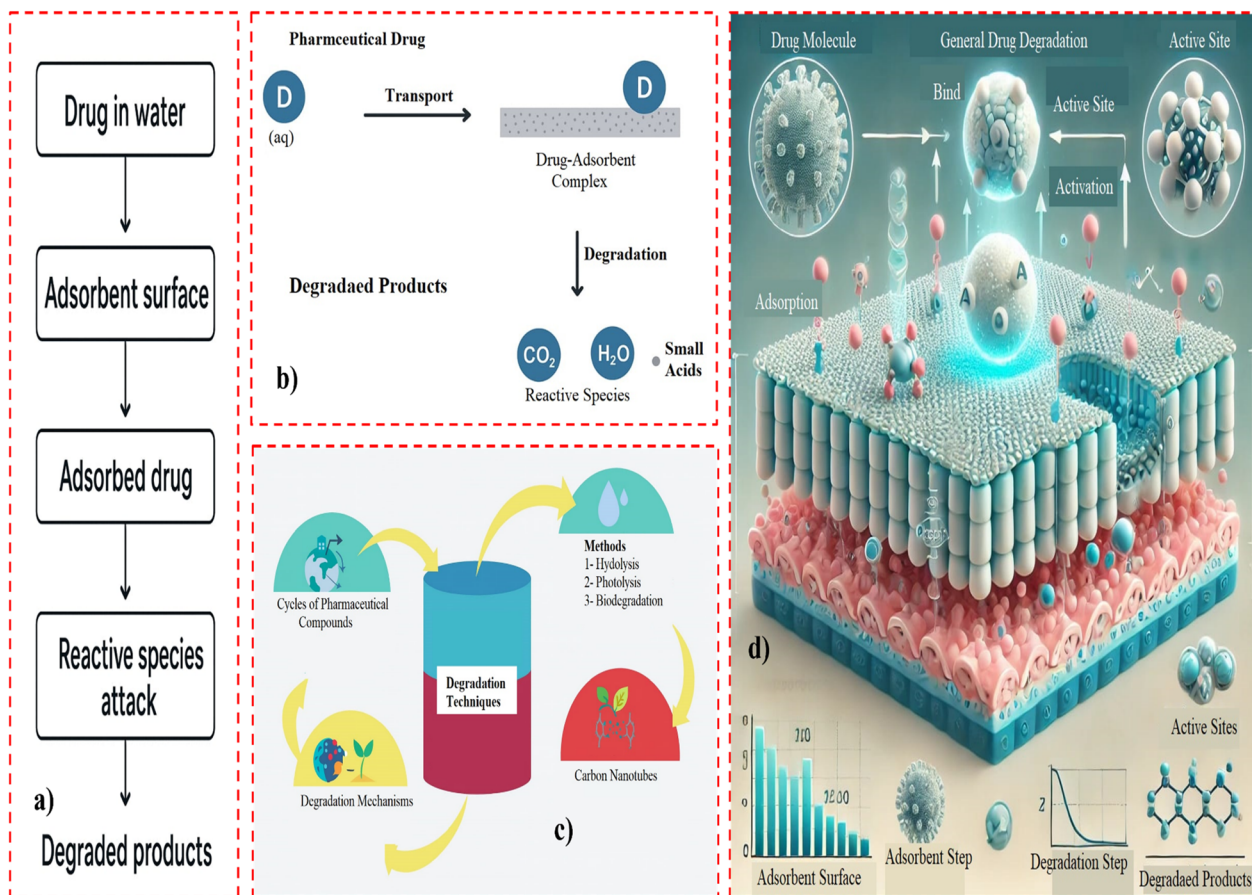 Drug in water
Adsorbent surface
Adsorbed drug
Reactive species
attack
a)
Degraded products
Pharmceutical Drug
D
(aq)
Transport
D
Drug-Adsorbent
Complex
Degradation
Degradaed Products
CO2
H2O
Small
Acids
Reactive Species
b)
Cycles of Pharmaceutical
Compounds
Methods
1- Hydolysis
2- Photolysis
3- Biodegradation
Degradation
Techniques
Carbon Nanotubes
Degradation Mechanisms
c)
Drug Molecule
General Drug Degradation
Active Site
Bind
Active Site
Activation
Adsorption
A
A
d)
Active Sites
2
Adsorbent Surface
Adsorbent Step
Degradation Step
Degradaed Products